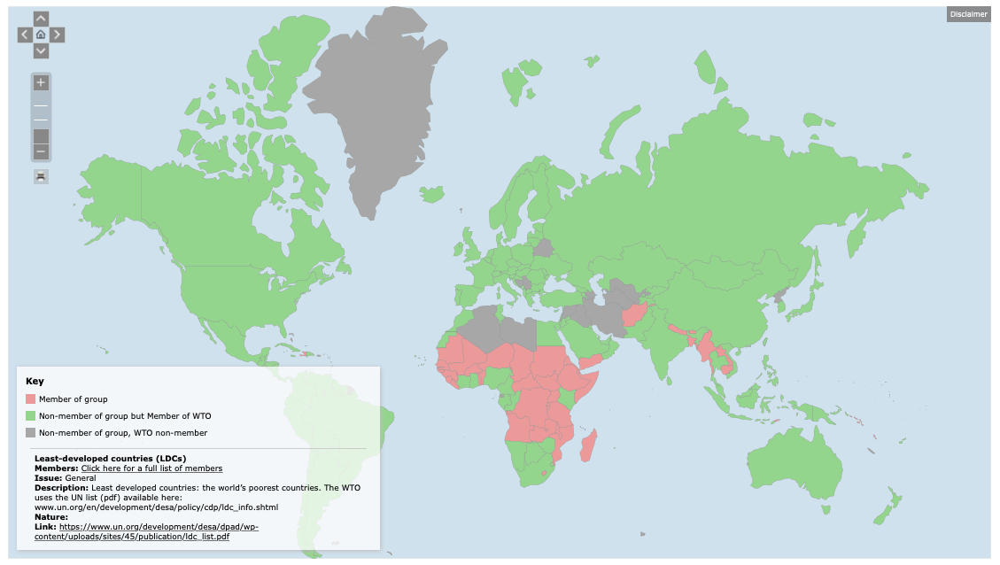 Disclaimer
Key
Member of group
Non-member of group but Member of WTO
Non-member of group, WTO non-member
Least-developed countries (LDCs)
Members: Click here for a full list of members
Issue: General
Description: Least developed countries: the world's poorest countries. The WTO
uses the UN list (pdf) available here:
www.un.org/en/development/desa/policy/cdp/ldc_info.shtml
Nature:
Link: https://www.un.org/development/desa/dpad/wp-
content/uploads/sites/45/publication/ldc_list.pdf